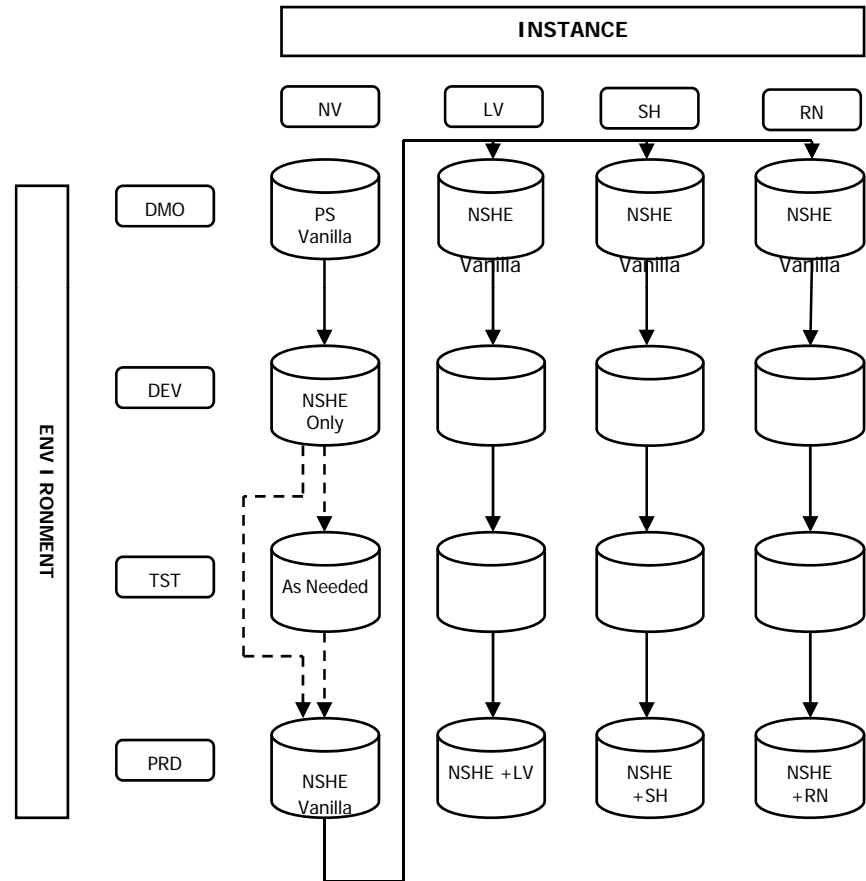 INSTANCE
NV
LV
SH
RN
DMO
PS
Vanilla
NSHE
Vanilla
NSHE
Vanilla
NSHE
Vanilla
ENV I RONMENT
DEV
NSHE
Only
TST
As Needed
PRD
NSHE
Vanilla
NSHE +LV
NSHE
+SH
NSHE
+RN